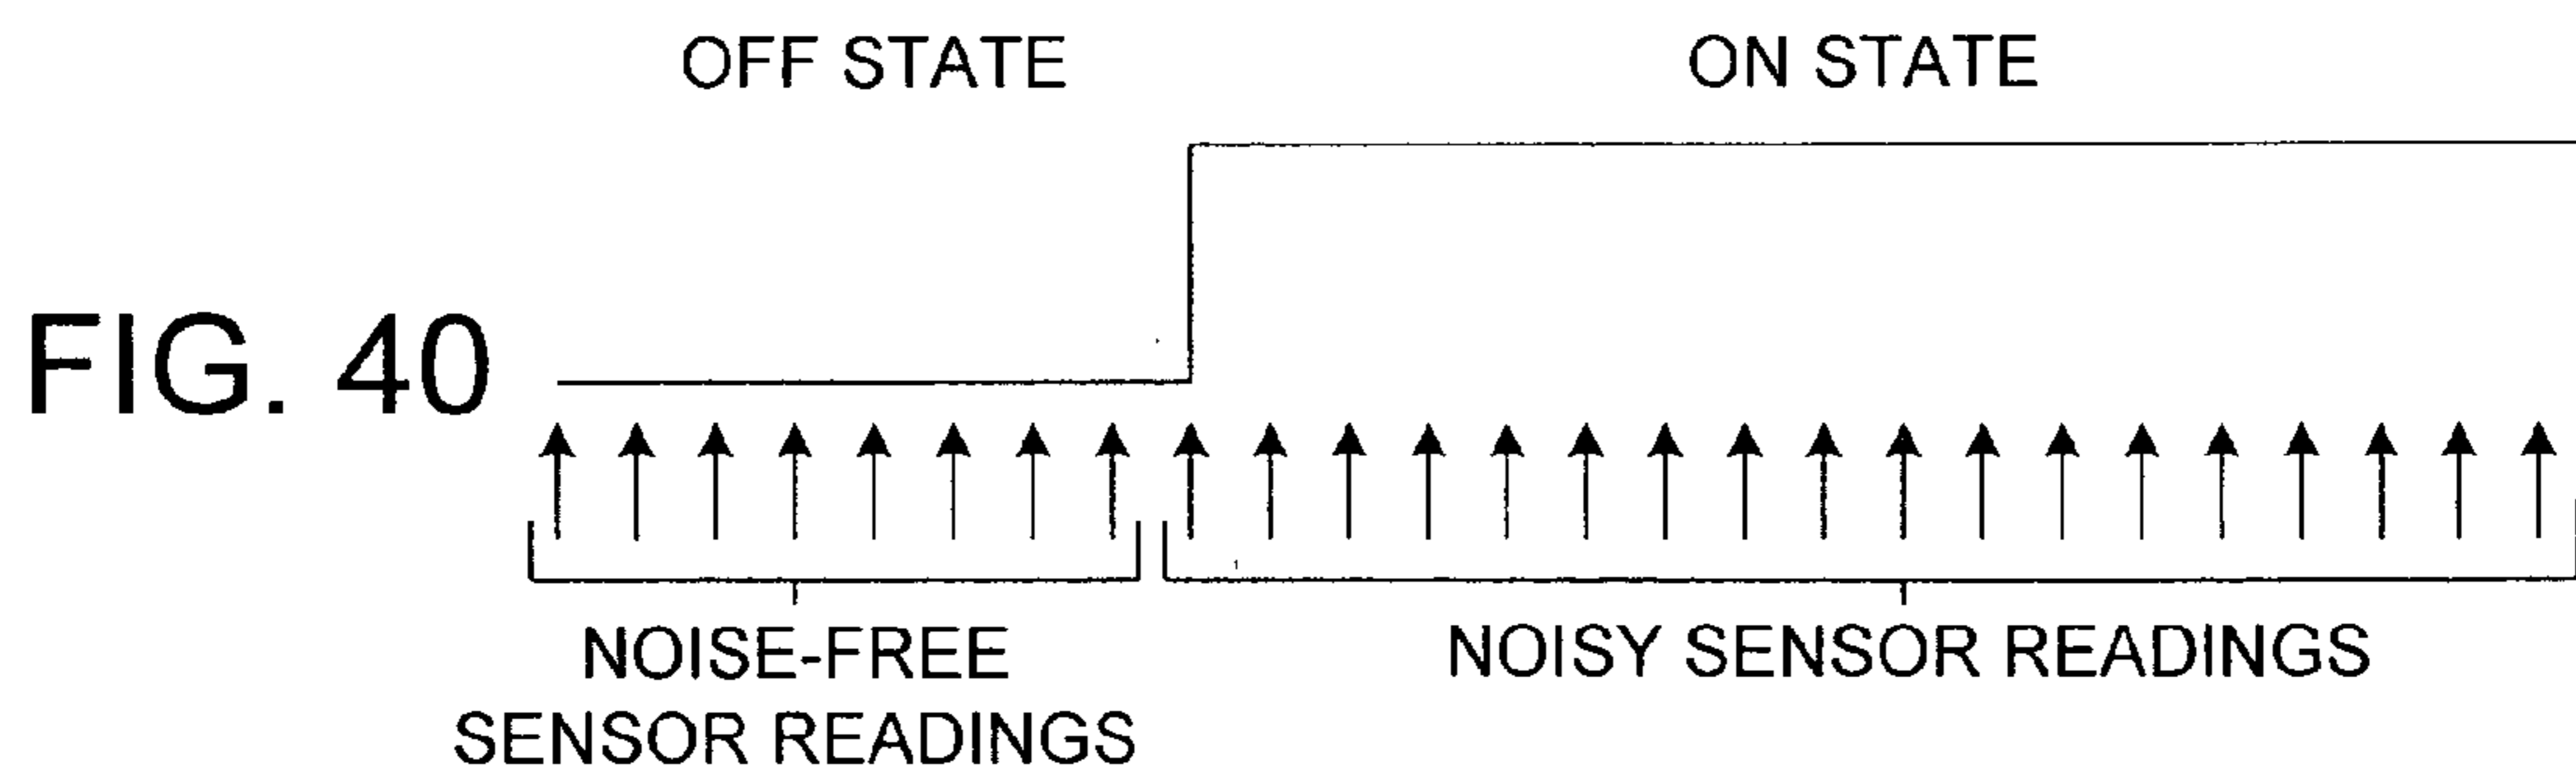 OFF STATE
ON STATE
FIG. 40
NOISE-FREE
SENSOR READINGS
NOISY SENSOR READINGS